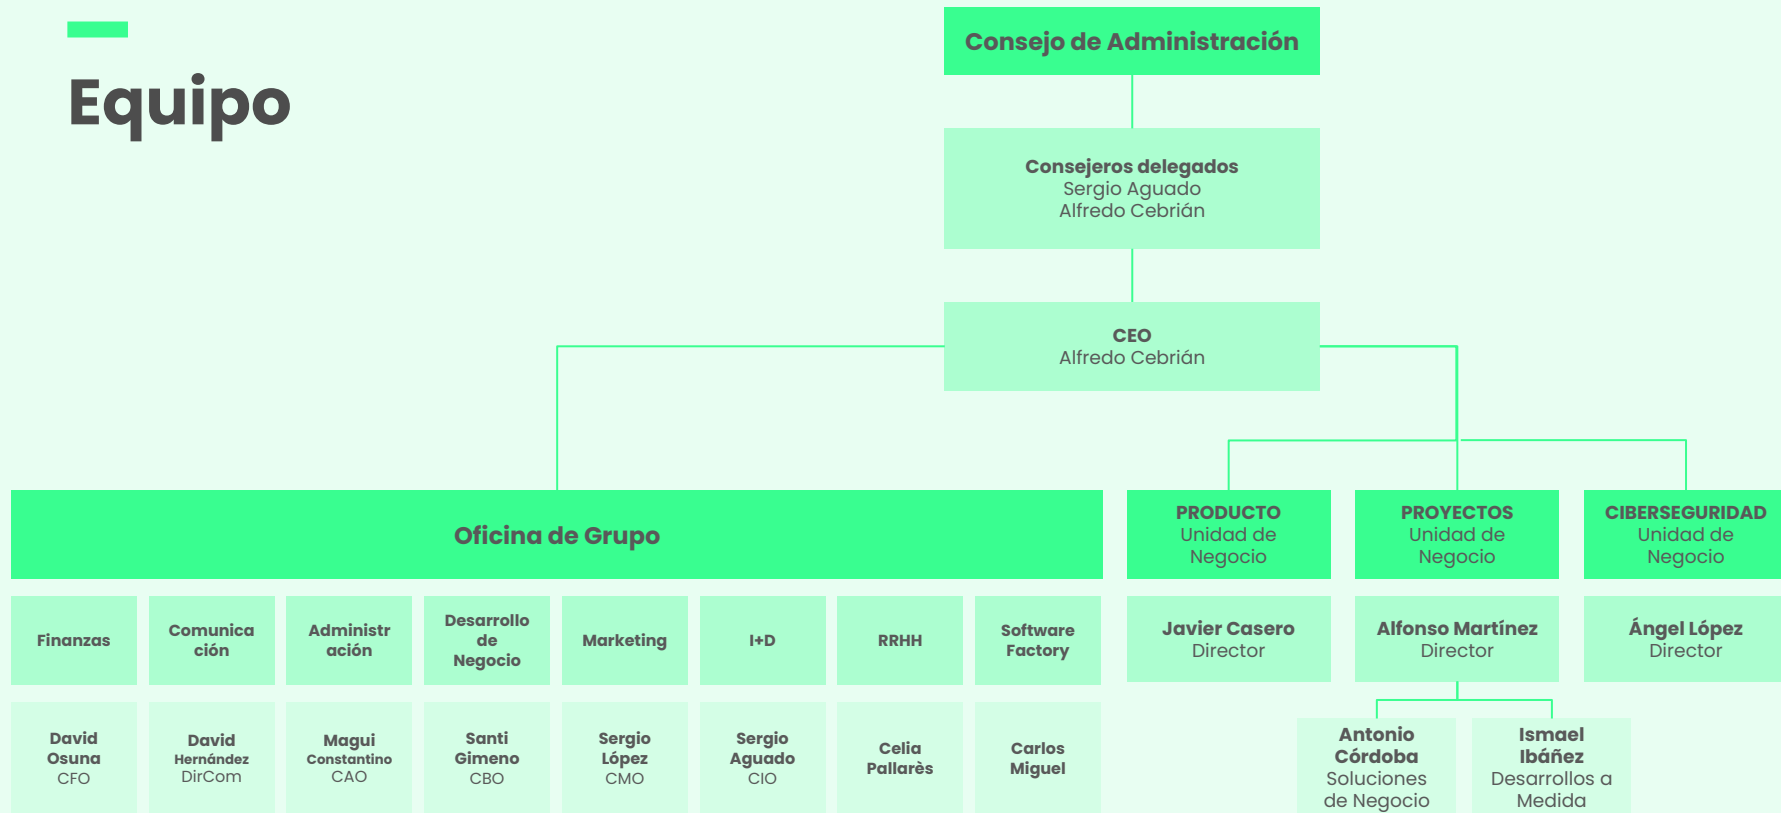 Equipo
Consejo de Administración
Consejeros delegados
Sergio Aguado
Alfredo Cebrián
CEO
Alfredo Cebrián
Oficina de Grupo
PRODUCTO
Unidad de
Negocio
PROYECTOS
Unidad de
Negocio
CIBERSEGURIDAD
Unidad de
Negocio
Finanzas
Comunica
ción
Administr
ación
Desarrollo
de
Negocio
Marketing
I+D
RRHH
Software
Factory
Javier Casero
Director
Alfonso Martínez
Director
Ángel López
Director
David
Osuna
CFO
David
Hernández
DirCom
Magui
Constantino
CAO
Santi
Gimeno
CBO
Sergio
López
CMO
Sergio
Aguado
CIO
Celia
Pallarès
Carlos
Miguel
Antonio
Córdoba
Soluciones
de Negocio
Ismael
Ibáñez
Desarrollos a
Medida